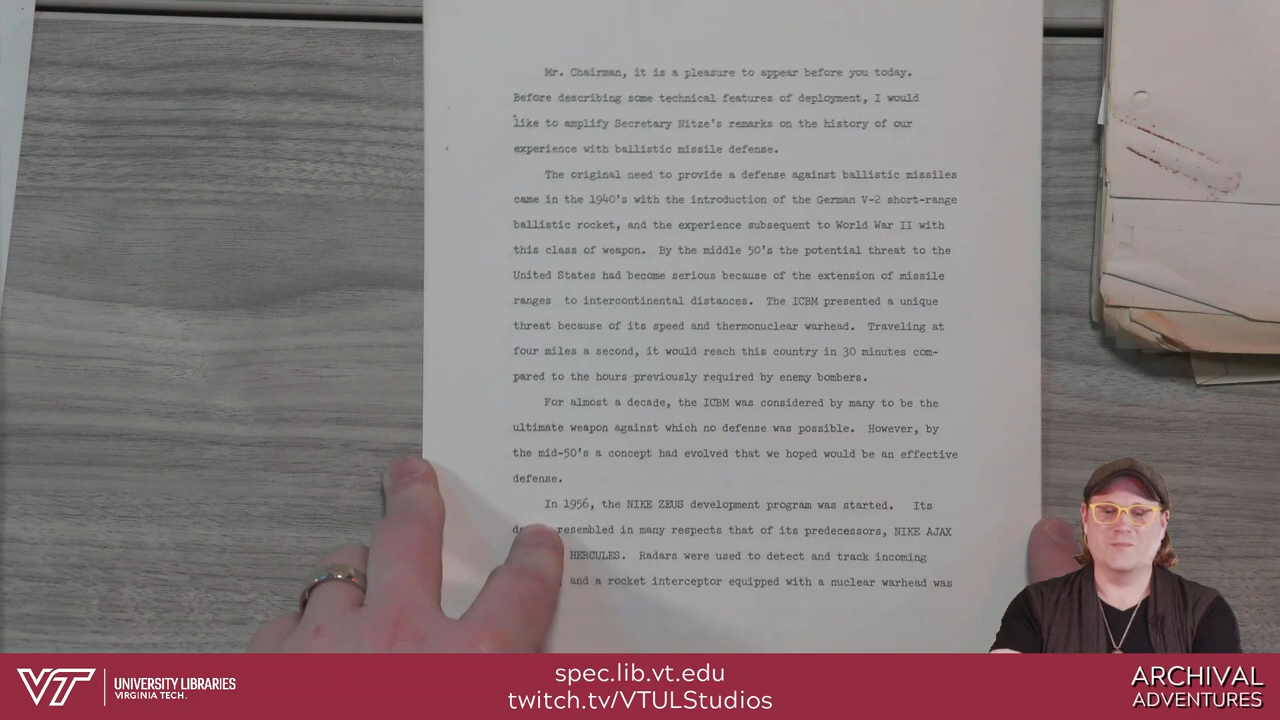 Mr. Chairman, it is a pleasure to appear before you today.
Before describing some technical features of deployment, I would
like to amplify Secretary Nitze's remarks on the history of our
experience with ballistic missile defense.
The original need to provide a defense against ballistic missiles
came in the 1940's with the introduction of the German V-2 short-range
ballistic rocket, and the experience subsequent to World War II with
this class of weapon. By the middle 50's the potential threat to the
United States had become serious because of the extension of missile
ranges to intercontinental distances. The ICBM presented a unique
threat because of its speed and thermonuclear warhead. Traveling at
four miles a second, it would reach this country in 30 minutes com-
pared to the hours previously required by enemy bombers.
For almost a decade, the ICBM was considered by many to be the
ultimate weapon against which no defense was possible. However, by
the mid-50's a concept had evolved that we hoped would be an effective
defense.
In 1956, the NIKE ZEUS development program was started. Its
resembled in many respects that of its predecessors, NIKE AJAX
HERCULES. Radars were used to detect and track incoming
and a rocket interceptor equipped with a nuclear warhead was
VT UNIVERSITY LIBRARIES
VIRGINIA TECH.
spec.lib.vt.edu
twitch.tv/VTULStudios
ARCHIVAL
ADVENTURES